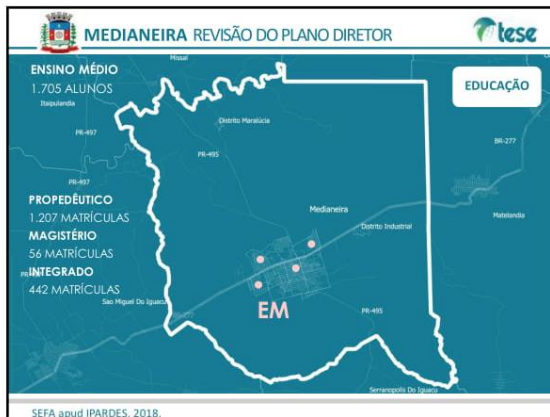 MEDIANEIRA REVISÃO DO PLANO DIRETOR
tese
ENSINO MÉDIO
1.705 ALUNOS
EDUCAÇÃO
Missal
Itaipulandia
PR-497
Distrito Maralúcia
PR-495
BR-277
PR-497
PROPEDÊUTICO
1.207 MATRÍCULAS
MAGISTÉRIO
56 MATRÍCULAS
INTEGRADO
442 MATRÍCULAS
Medianeira
Distrito Industrial
Matelandia
Sao Miguel Do Iguacu
EM
PR-495
Serranopolis Do Iguacu
SEFA apud IPARDES, 2018.